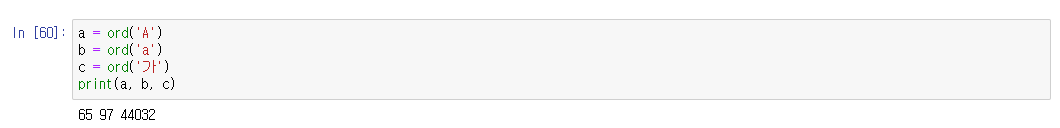 In [60]:
a = ord('A')
b = ord('a')
c = ord('가')
print(a, b, c)
65 97 44032